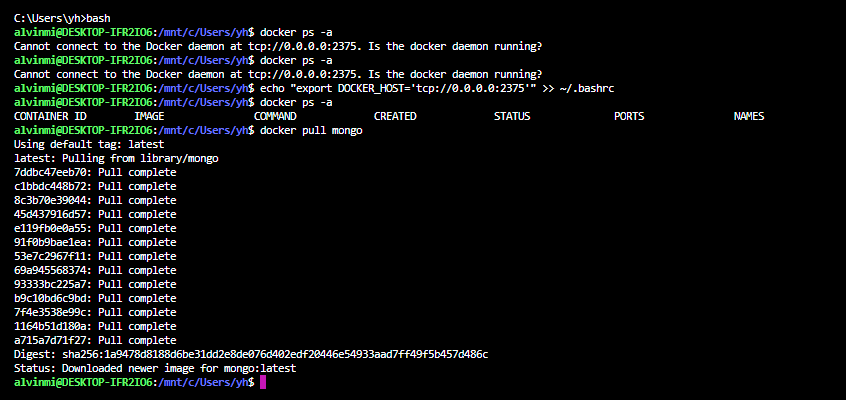 C:\Users\yh>bash
alvinmi@DESKTOP-IFR2IO6:/mnt/c/Users/yh$ docker ps -a
Cannot connect to the Docker daemon at tcp://0.0.0.0:2375. Is the docker daemon running?
alvinmi@DESKTOP-IFR2IO6:/mnt/c/Users/yh$ docker ps -a
Cannot connect to the Docker daemon at tcp://0.0.0.0:2375. Is the docker daemon running?
alvinmi@DESKTOP-IFR2IO6:/mnt/c/Users/yh$ echo "export DOCKER_HOST='tcp://0.0.0.0:2375'" >> ~/.bashrc
alvinmi@DESKTOP-IFR2IO6:/mnt/c/Users/yh$ docker ps -a
CONTAINER ID        IMAGE               COMMAND             CREATED             STATUS              PORTS               NAMES
alvinmi@DESKTOP-IFR2IO6:/mnt/c/Users/yh$ docker pull mongo
Using default tag: latest
latest: Pulling from library/mongo
7ddbc47eeb70: Pull complete
c1bbdc448b72: Pull complete
8c3b70e39044: Pull complete
45d437916d57: Pull complete
e119fb0e0a55: Pull complete
91f0b9bae1ea: Pull complete
53e7c2967f11: Pull complete
69a945568374: Pull complete
93333bc225a7: Pull complete
b9c10bd6c9bd: Pull complete
7f4e3538e99c: Pull complete
1164b51d180a: Pull complete
a715a7d71f27: Pull complete
Digest: sha256:1a9478d8188d6be31dd2e8de076d402edf20446e54933aad7ff49f5b457d486c
Status: Downloaded newer image for mongo:latest
alvinmi@DESKTOP-IFR2IO6:/mnt/c/Users/yh$